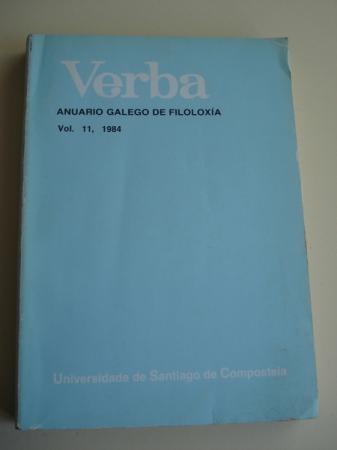 Verba
ANUARIO GALEGO DE FILOLOXÍA
Vol. 11, 1984
Universidade de Santiago de Compostela